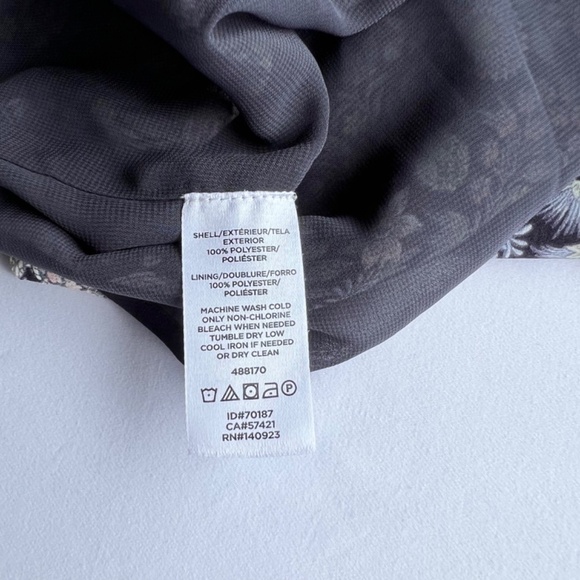 SHELL/EXTÉRIEUR/TELA
EXTERIOR
100% POLYESTER/
POLIÉSTER
LINING/DOUBLURE/FORRO
100% POLYESTER/
POLIÉSTER
MACHINE WASH COLD
ONLY NON-CHLORINE
BLEACH WHEN NEEDED
TUMBLE DRY LOW
COOL IRON IF NEEDED
OR DRY CLEAN
488170
P
ID#70187
CA#57421
RN#140923